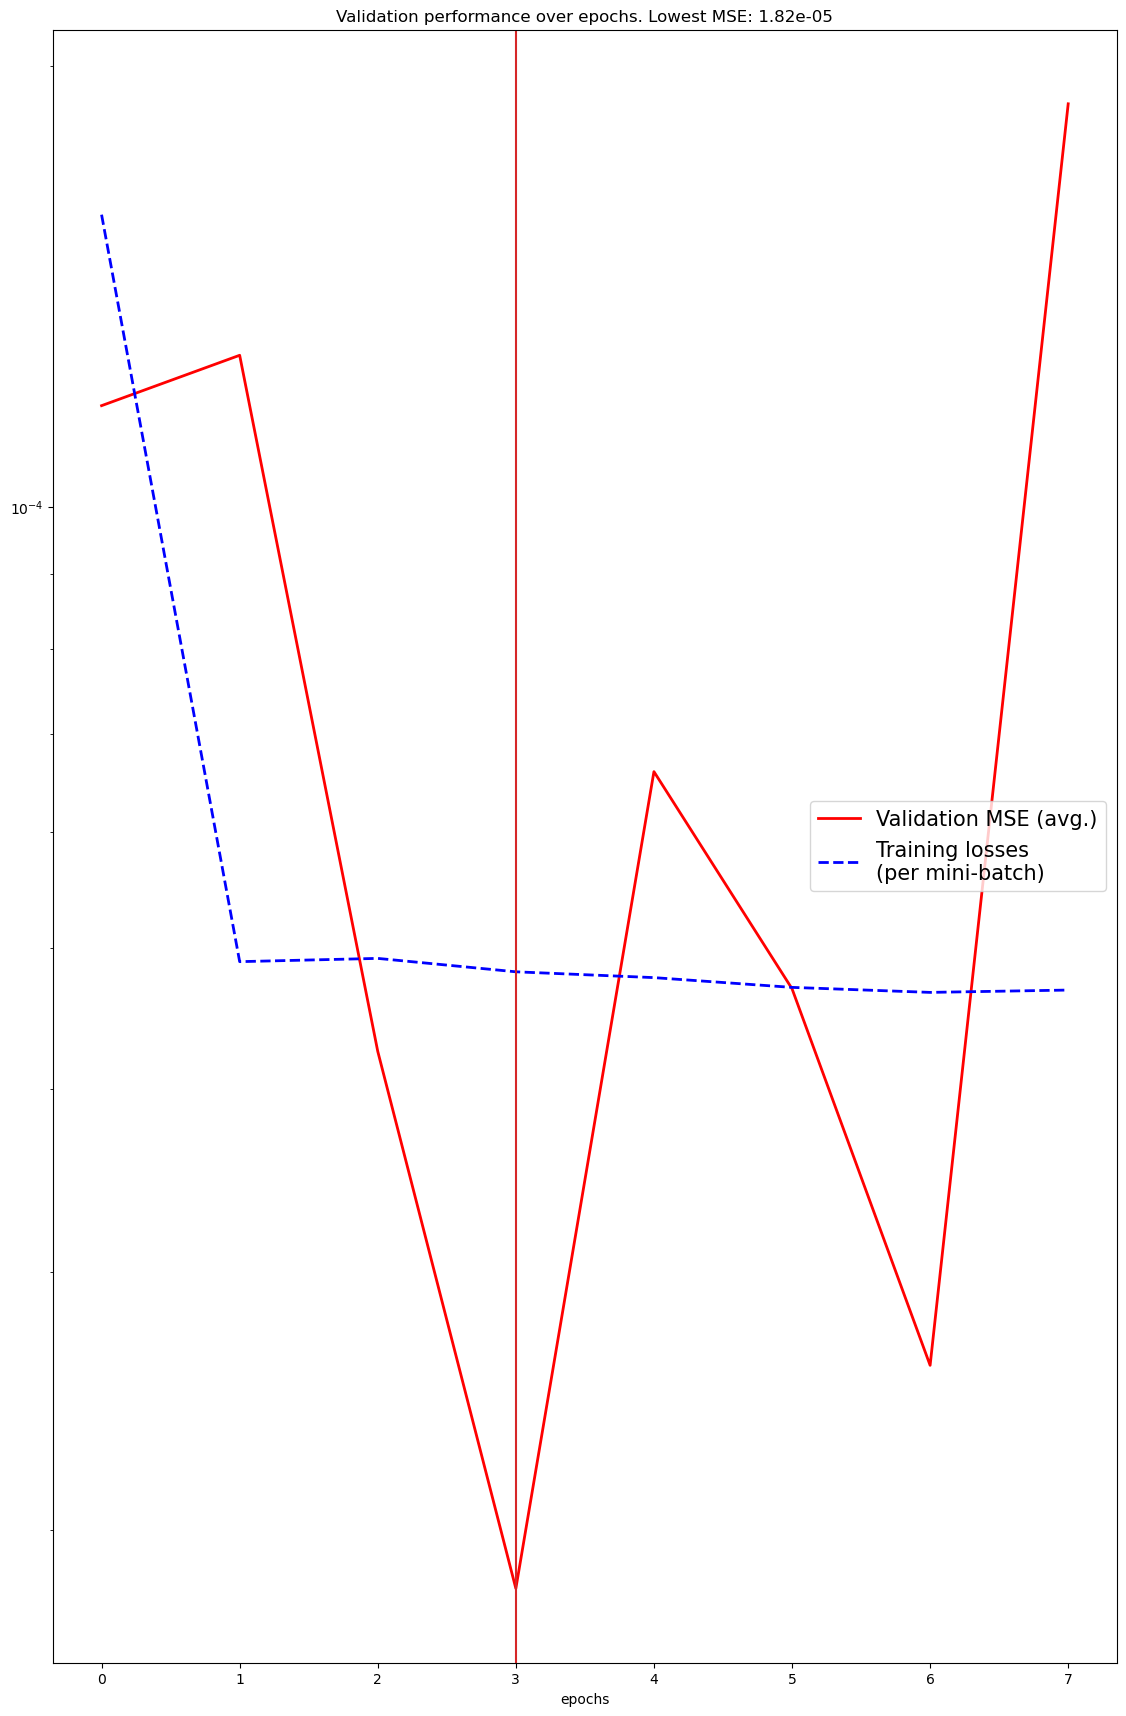 Validation performance over epochs. Lowest MSE: 1.82e-05
10⁻⁴
Validation MSE (avg.)
Training losses
(per mini-batch)
0 1 2 3 4 5 6 7
epochs